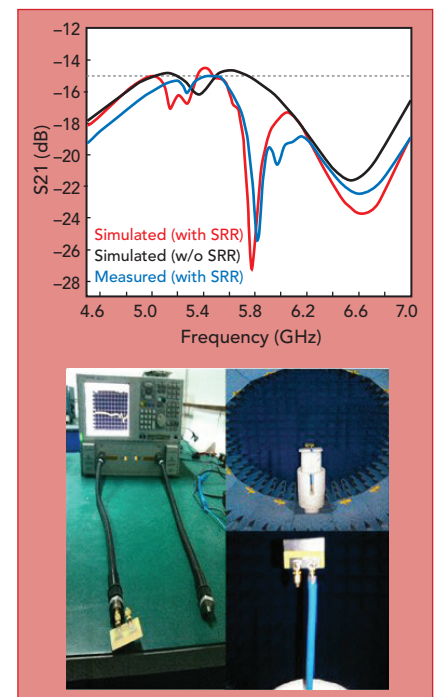 −12
−14
−16
−18
−20
−22
−24
−26
−28
S21 (dB)
Simulated (with SRR)
Simulated (w/o SRR)
Measured (with SRR)
4.6 5.0 5.4 5.8 6.2 6.6 7.0
Frequency (GHz)